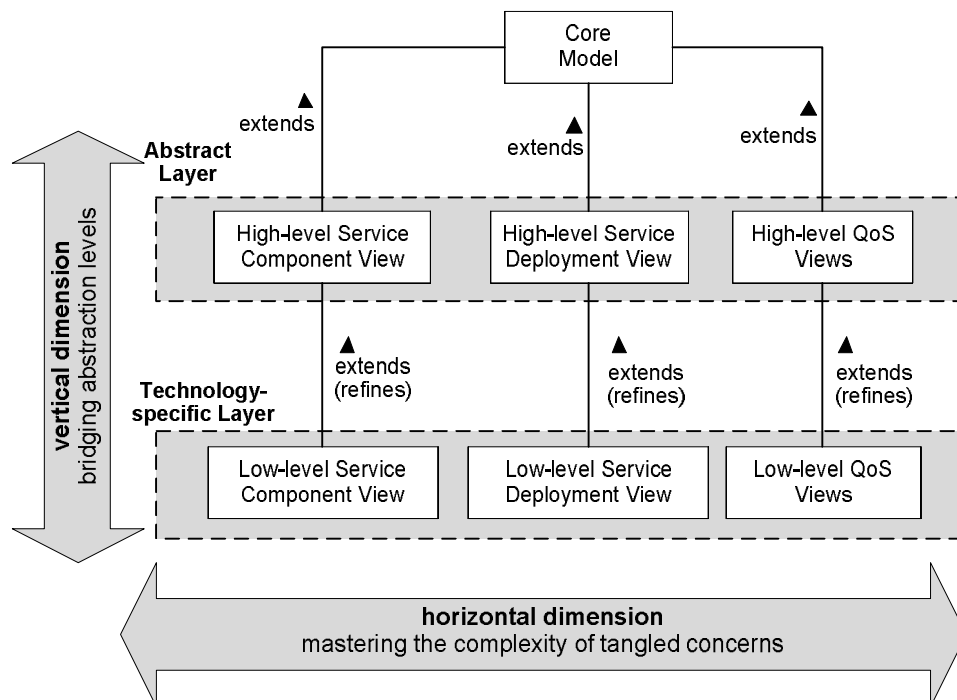 Core
Model
extends
extends
extends
Abstract
Layer
High-level Service
Component View
High-level Service
Deployment View
High-level QoS
Views
vertical dimension
bridging abstraction levels
extends
(refines)
extends
(refines)
extends
(refines)
Technology-
specific Layer
Low-level Service
Component View
Low-level Service
Deployment View
Low-level QoS
Views
horizontal dimension
mastering the complexity of tangled concerns